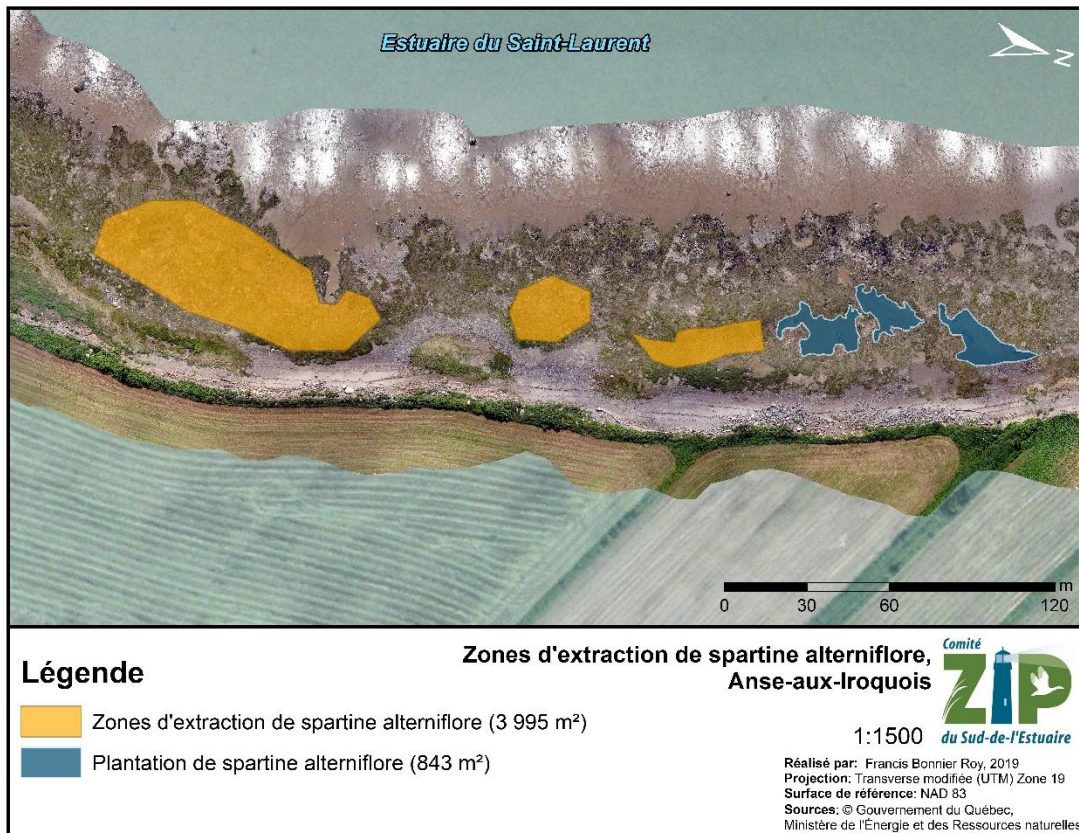 Estuaire du Saint-Laurent
N
m
0 30 60 120
Légende
Zones d'extraction de spartine alterniflore (3 995 m²)
Plantation de spartine alterniflore (843 m²)
Zones d'extraction de spartine alterniflore,
Anse-aux-Iroquois
1:1500
Comité
ZIP
du Sud-de-l'Estuaire
Réalisé par: Francis Bonnier Roy, 2019
Projection: Transverse modifiée (UTM) Zone 19
Surface de référence: NAD 83
Sources: © Gouvernement du Québec,
Ministère de l'Énergie et des Ressources naturelles